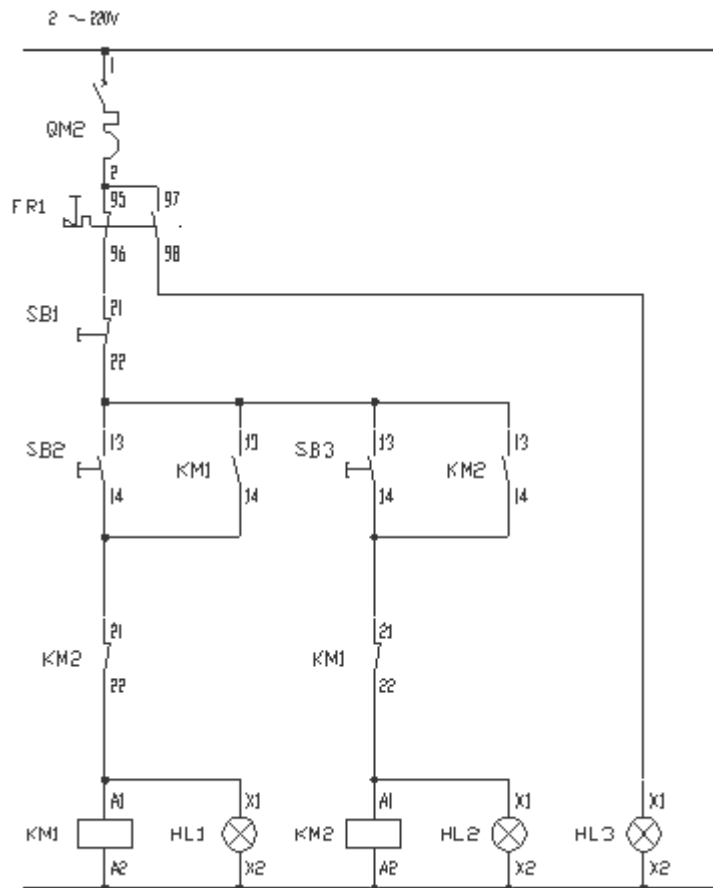 2 ~ 220V
1
QM2
2
95 97
FR1
96 98
21
SB1
22
13 13 13 13
SB2 KM1 SB3 KM2
14 14 14 14
21 21
KM2 KM1
22 22
A1 X1 A1 X1 X1
KM1 HL1 KM2 HL2 HL3
A2 X2 A2 X2 X2